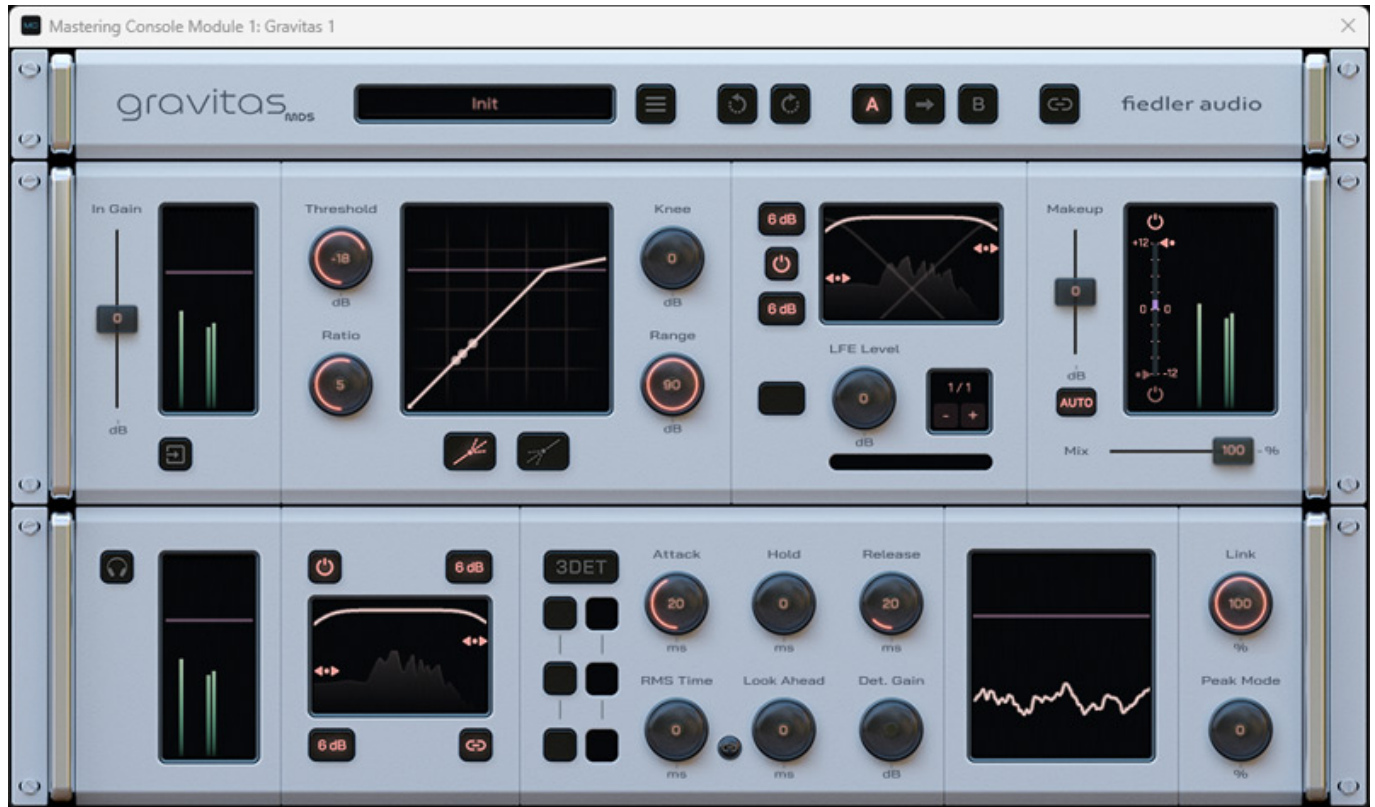 Mastering Console Module 1: Gravitas 1
gravitas MDS
Init
A
B
fiedler audio
In Gain
0
dB
Threshold
-18
dB
Ratio
5
Knee
0
dB
Range
90
dB
6 dB
6 dB
LFE Level
0
dB
1/1
- +
Makeup
0
dB
AUTO
+12
0 0
-12
Mix
100 - %
6 dB
6 dB
3DET
Attack
20
ms
Hold
0
ms
Release
20
ms
RMS Time
0
ms
Look Ahead
0
ms
Det. Gain
dB
Link
100
%
Peak Mode
0
%